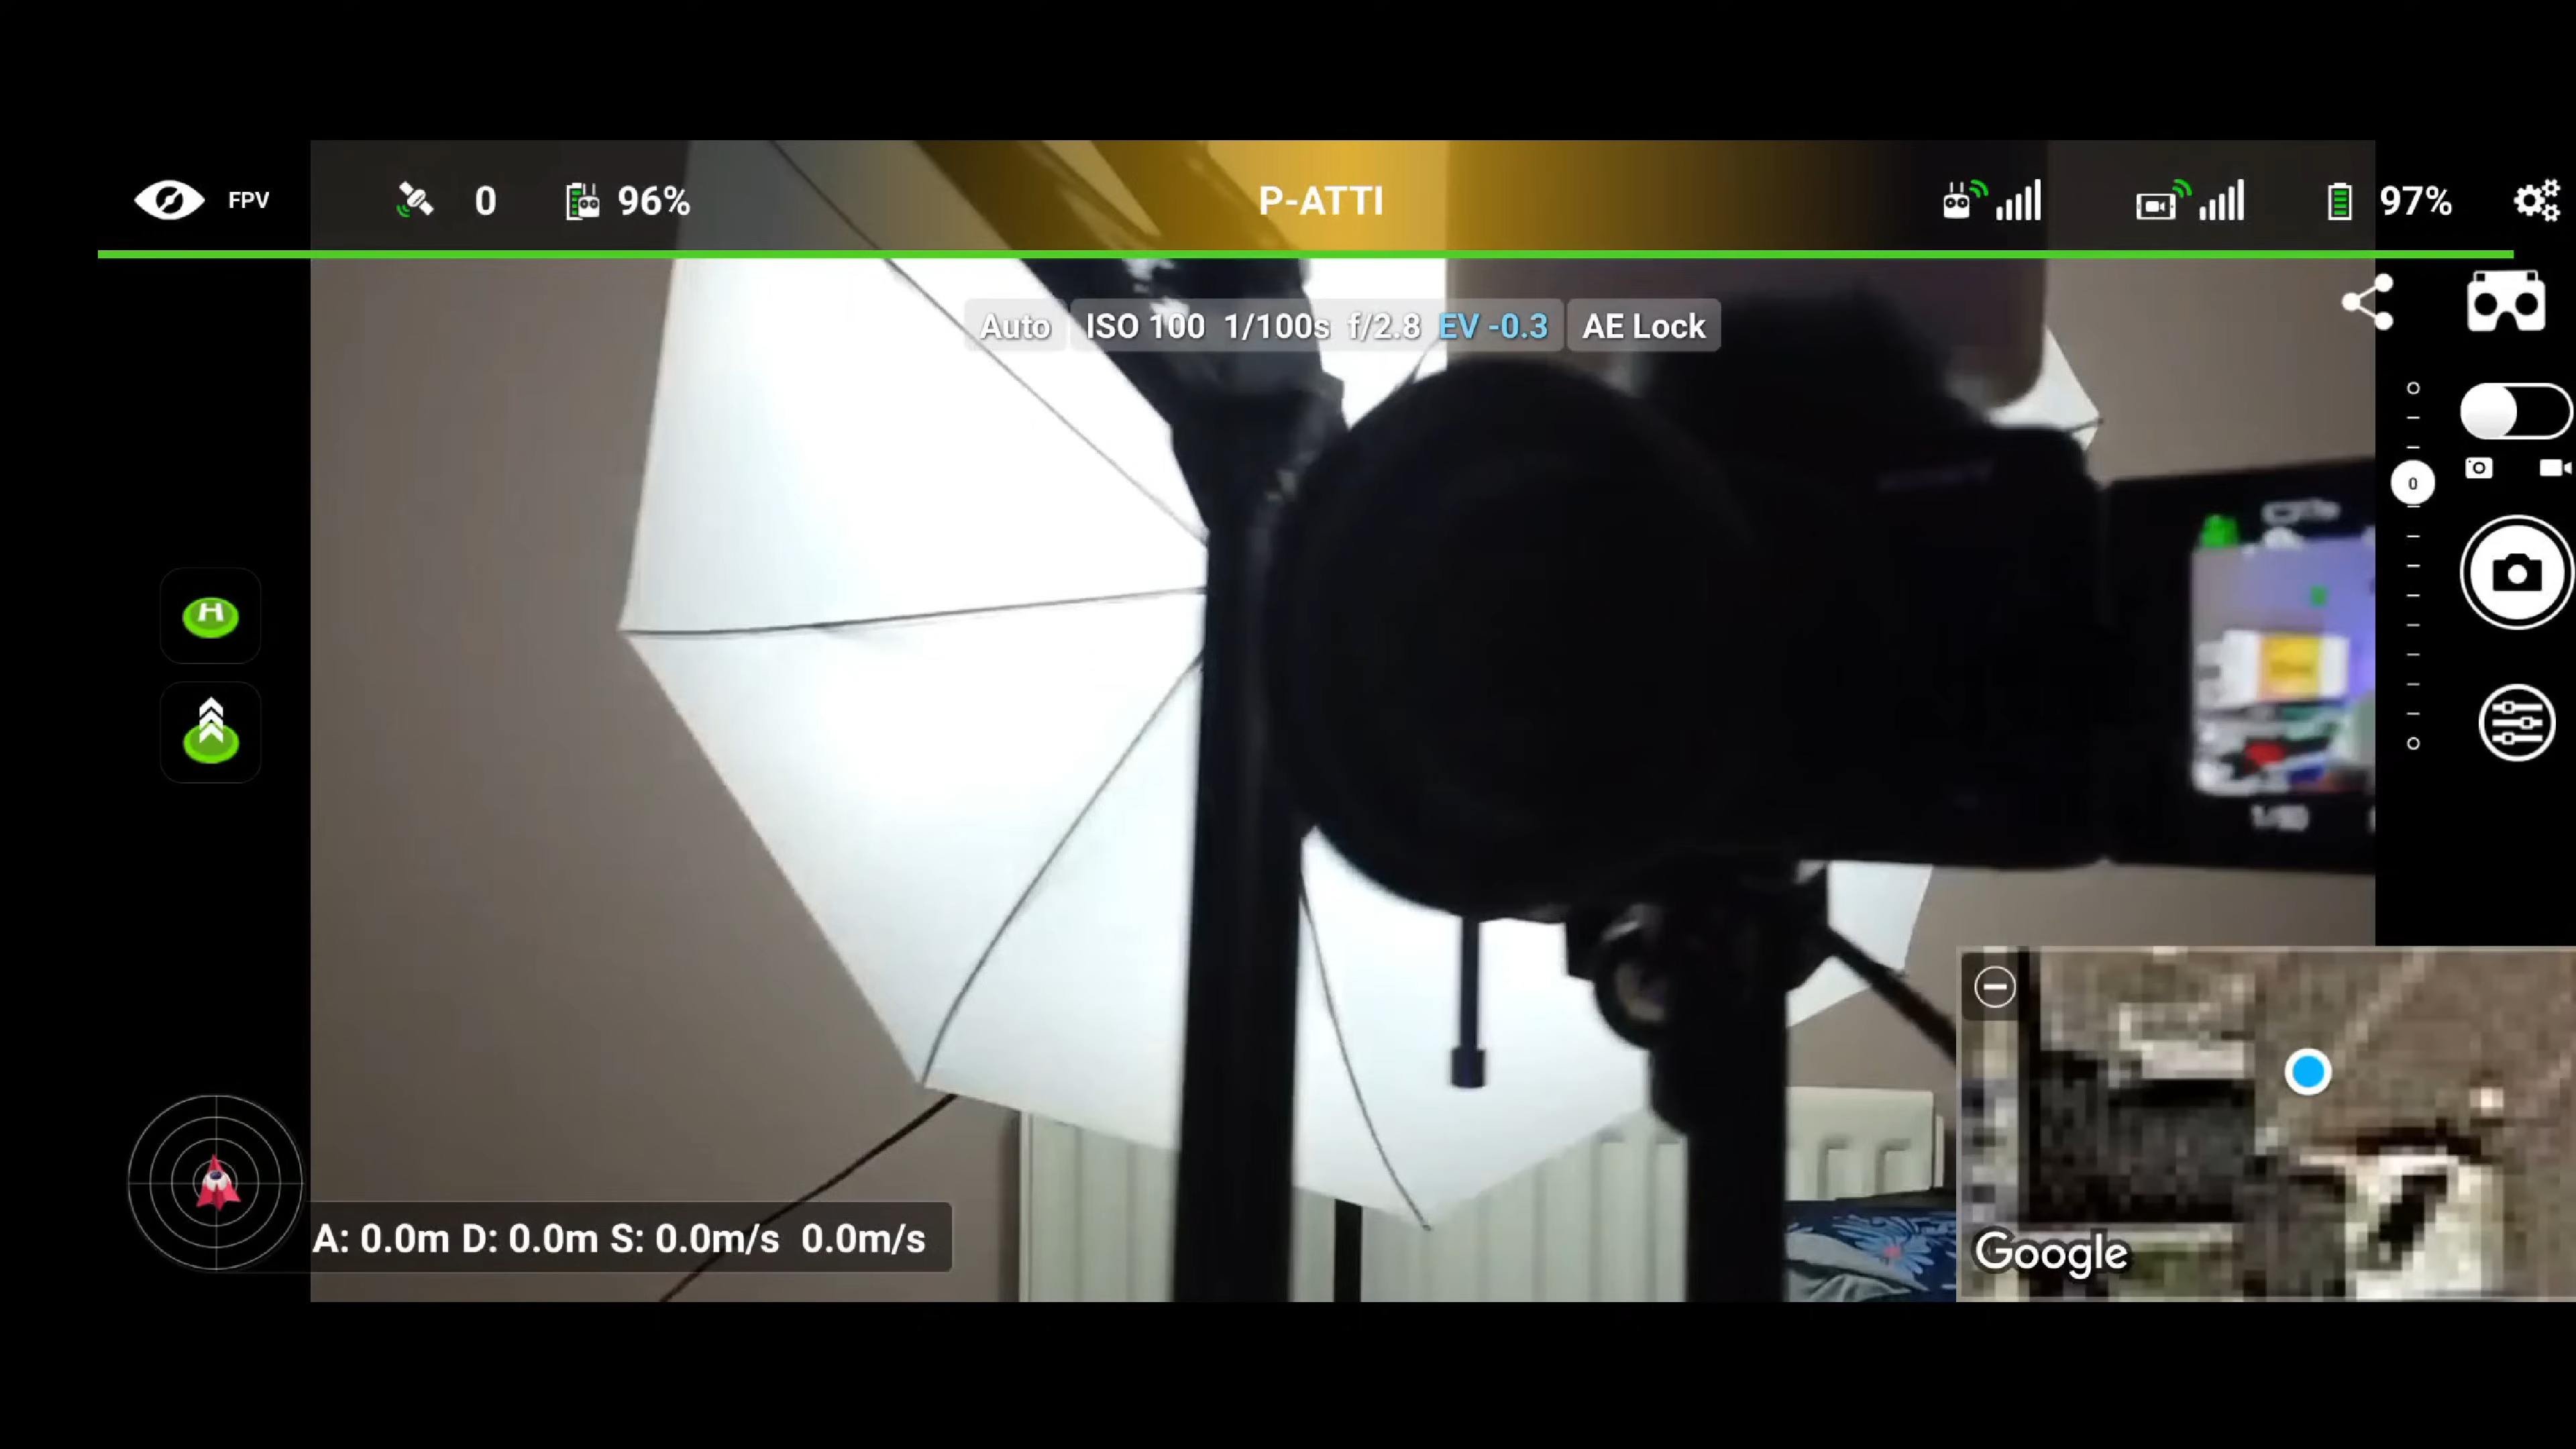 FPV 0 96% P-ATTI 97%
Auto ISO 100 1/100s f/2.8 EV -0.3 AE Lock
0
H
A: 0.0m D: 0.0m S: 0.0m/s 0.0m/s
Google